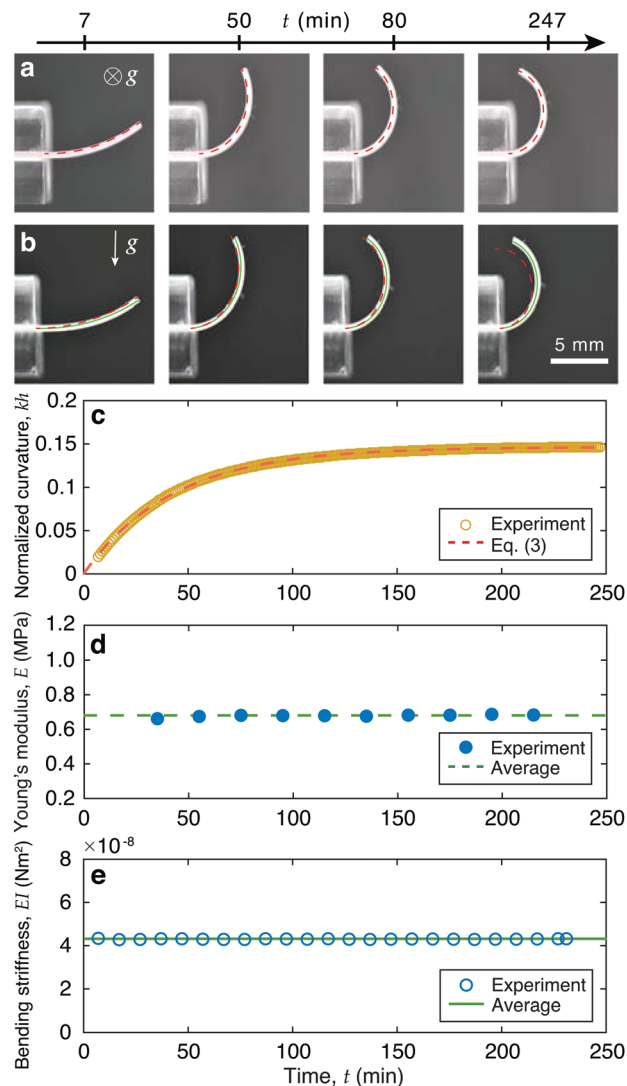 t (min)
7 50 80 247
a
⊗ g
b
g
5 mm
c
Normalized curvature, kh
0.2
0.15
0.1
0.05
0
Experiment
Eq. (3)
0 50 100 150 200 250
d
Young's modulus, E (MPa)
1.2
1.0
0.8
0.6
0.4
0.2
Experiment
Average
0 50 100 150 200 250
×10⁻⁸
e
Bending striffness, EI (Nm²)
8
6
4
2
0
Experiment
Average
0 50 100 150 200 250
Time, t (min)